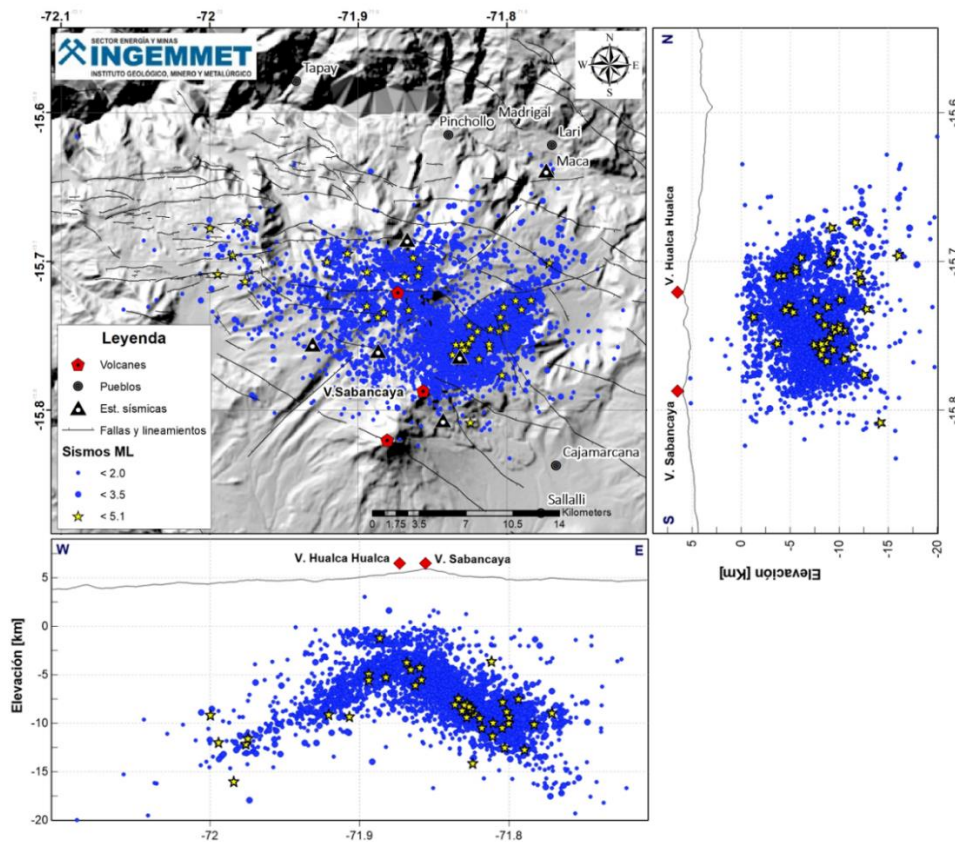 -72.1
-72
-71.9
-71.8
SECTOR ENERGÍA Y MINAS
INGEMMET
INSTITUTO GEOLÓGICO, MINERO Y METALÚRGICO
N
W
E
S
Tapay
Madrigal
Pinchollo
Lari
Maca
-15.6
-15.7
-15.8
V.Sabancaya
Cajamarcana
Sallalli
Kilometers
0 1.75 3.5 7 10.5 14
Leyenda
Volcanes
Pueblos
Est. sísmicas
Fallas y lineamientos
Sismos ML
< 2.0
< 3.5
< 5.1
N
V. Hualca Hualca
V. Sabancaya
S
-15.6
-15.7
-15.8
5 0 -5 -10 -15 -20
Elevación [Km]
W
V. Hualca Hualca
V. Sabancaya
E
Elevación [km]
5
0
-5
-10
-15
-20
-72
-71.9
-71.8